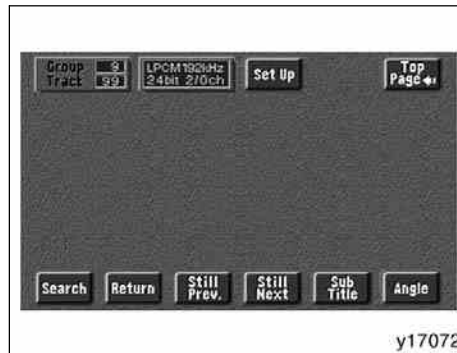 Group 9
Track 99
LPCM192kHz
24bit 2/0ch
Set Up
Top
Page
Search
Return
Still
Prev.
Still
Next
Sub
Title
Angle
y17072